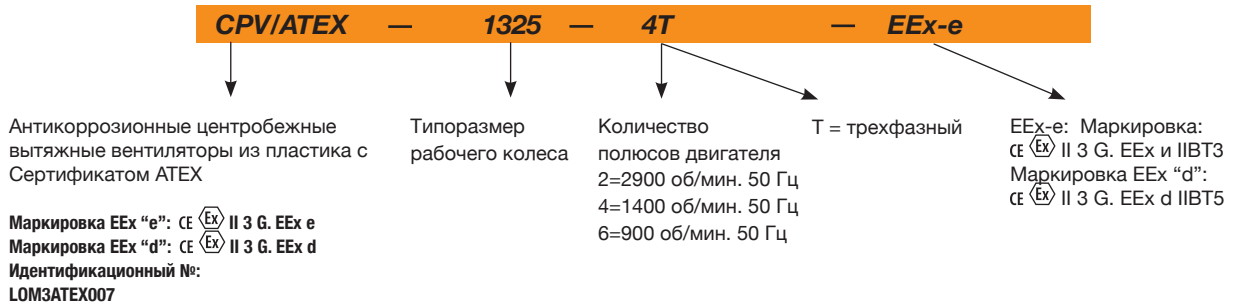 CPV/ATEX — 1325 — 4T — EEx-e
Антикоррозионные центробежные
вытяжные вентиляторы из пластика с
Сертификатом ATEX
Маркировка EEx “e”: CE Ex II 3 G. EEx e
Маркировка EEx “d”: CE Ex II 3 G. EEx d
Идентификационный №:
LOM3ATEX007
Типоразмер
рабочего колеса
Количество
полюсов двигателя
2=2900 об/мин. 50 Гц
4=1400 об/мин. 50 Гц
6=900 об/мин. 50 Гц
Т = трехфазный
EEx-e: Маркировка:
CE Ex II 3 G. EEx и IIBT3
Маркировка EEx “d”:
CE Ex II 3 G. EEx d IIBT5